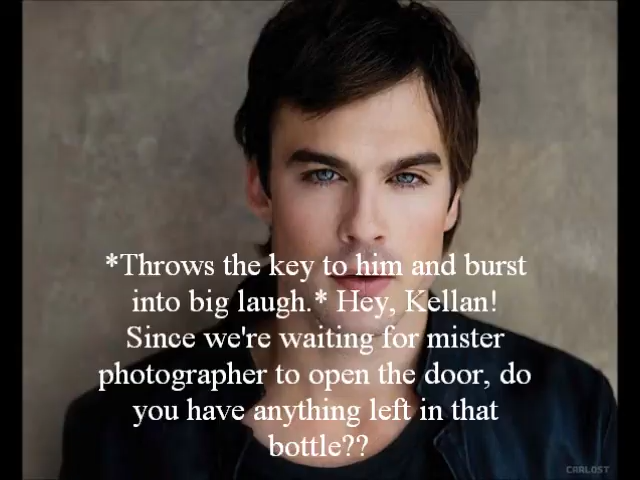 *Throws the key to him and burst
into big laugh.* Hey, Kellan!
Since we're waiting for mister
photographer to open the door, do
you have anything left in that
bottle??
CARLOST